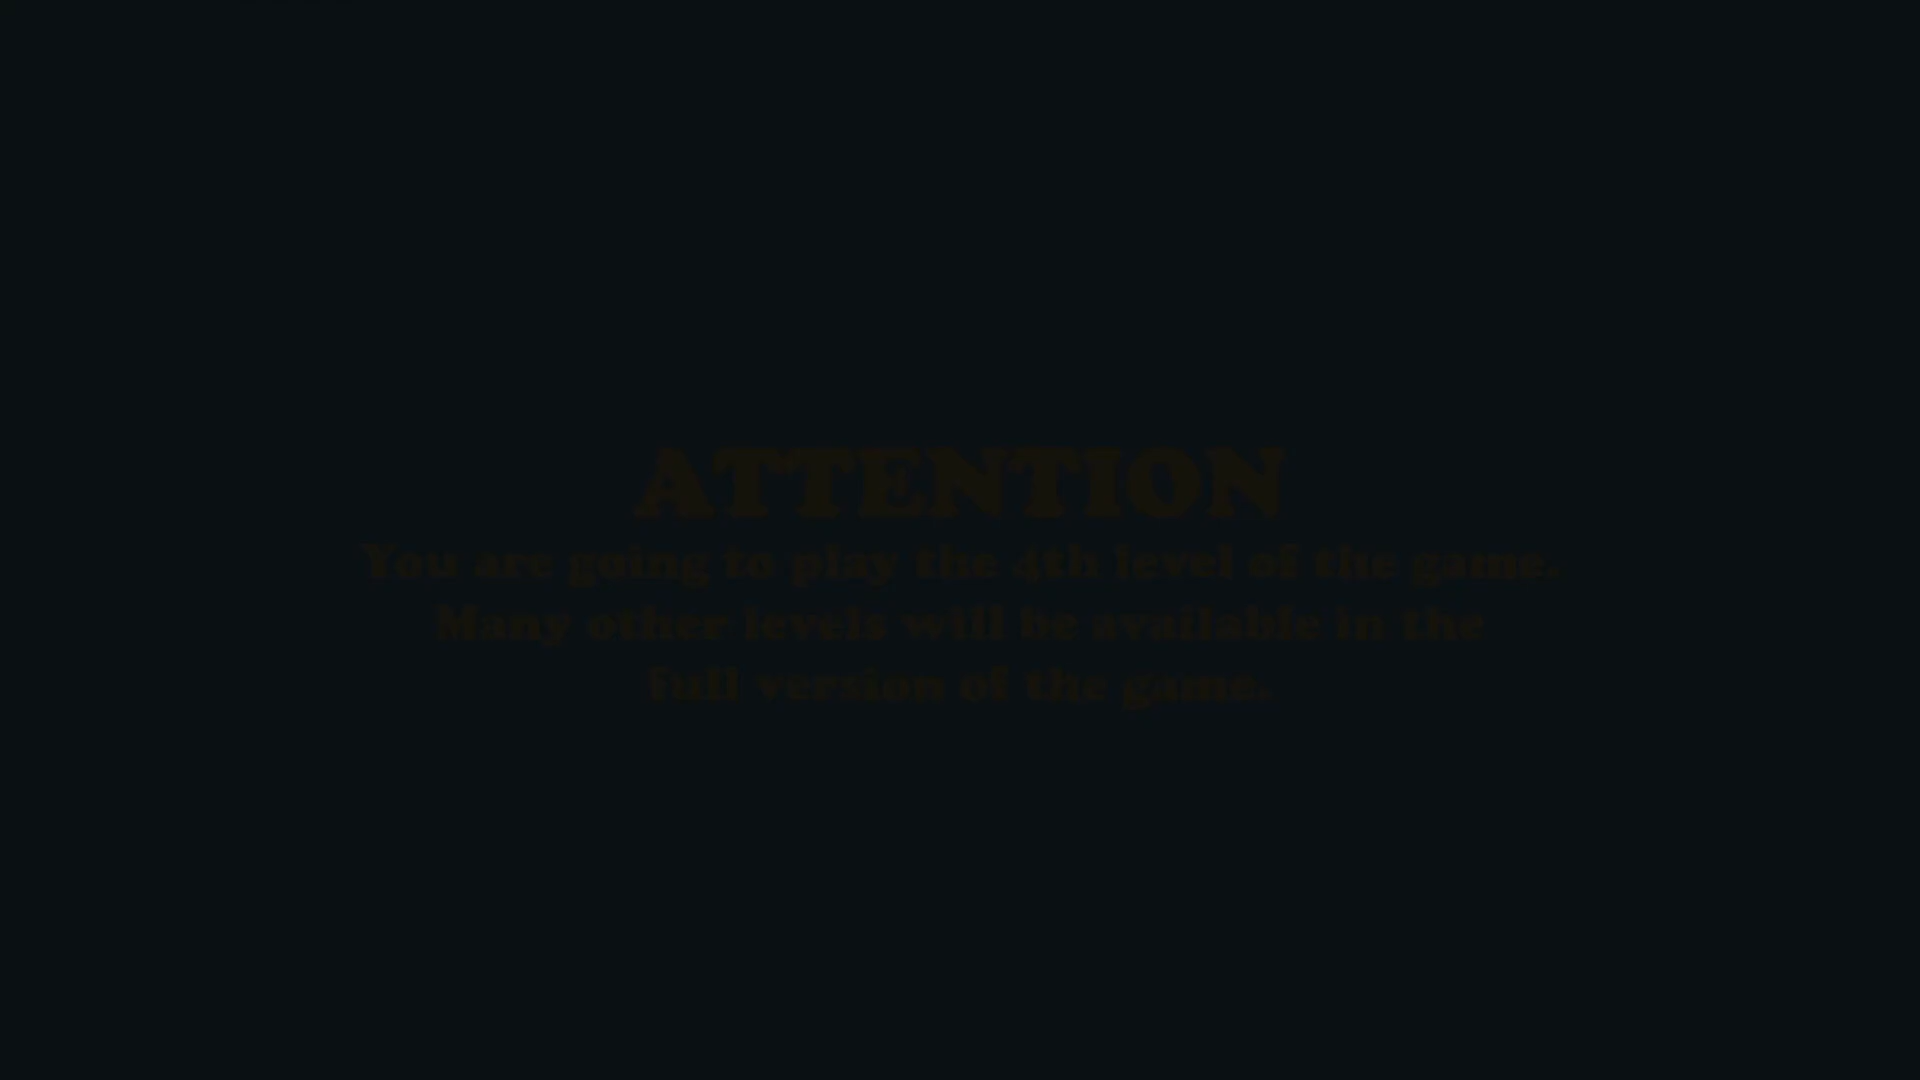 ATTENTION
You are going to play the 4th level of the game.
Many other levels will be available in the
full version of the game.